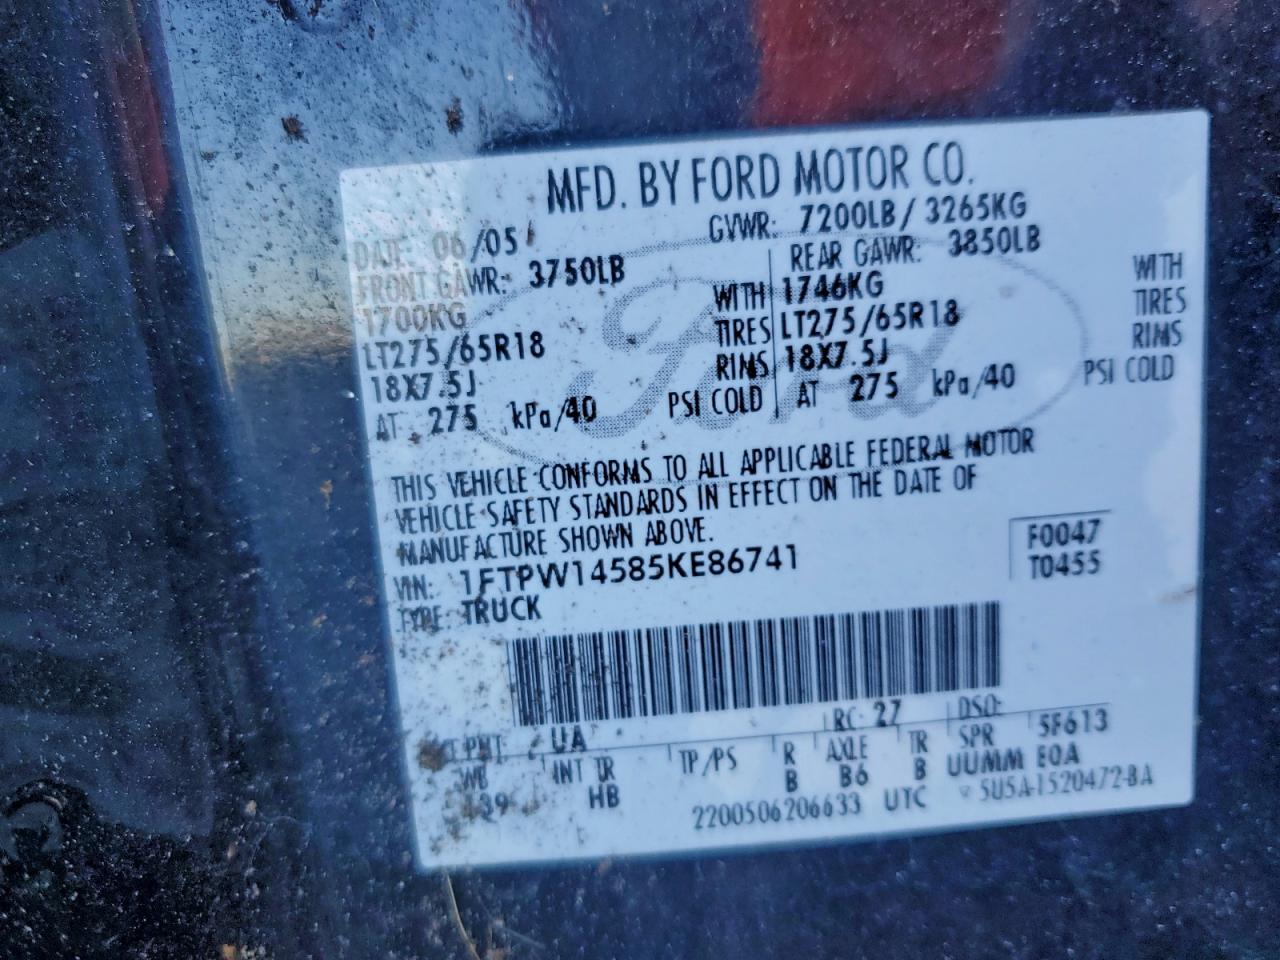 MFD. BY FORD MOTOR CO.
DATE: 06/05 GVWR: 7200LB / 3265KG
FRONT GAWR: 3750LB REAR GAWR: 3850LB
1700KG WITH 1746KG WITH
LT275/65R18 TIRES LT275/65R18 TIRES
18X7.5J RIMS 18X7.5J RIMS
AT 275 kPa/40 PSI COLD AT 275 kPa/40 PSI COLD
Ford
THIS VEHICLE CONFORMS TO ALL APPLICABLE FEDERAL MOTOR
VEHICLE SAFETY STANDARDS IN EFFECT ON THE DATE OF
MANUFACTURE SHOWN ABOVE.
VIN: 1FTPW14585KE86741 F0047
TYPE: TRUCK T0455
PNT: UA RC: 27 DSO: 5F613
WB INT TR TP/PS R AXLE TR SPR
139 HB B B6 B UUMM EOA
2200506206633 UTC 5U5A-1520472-BA